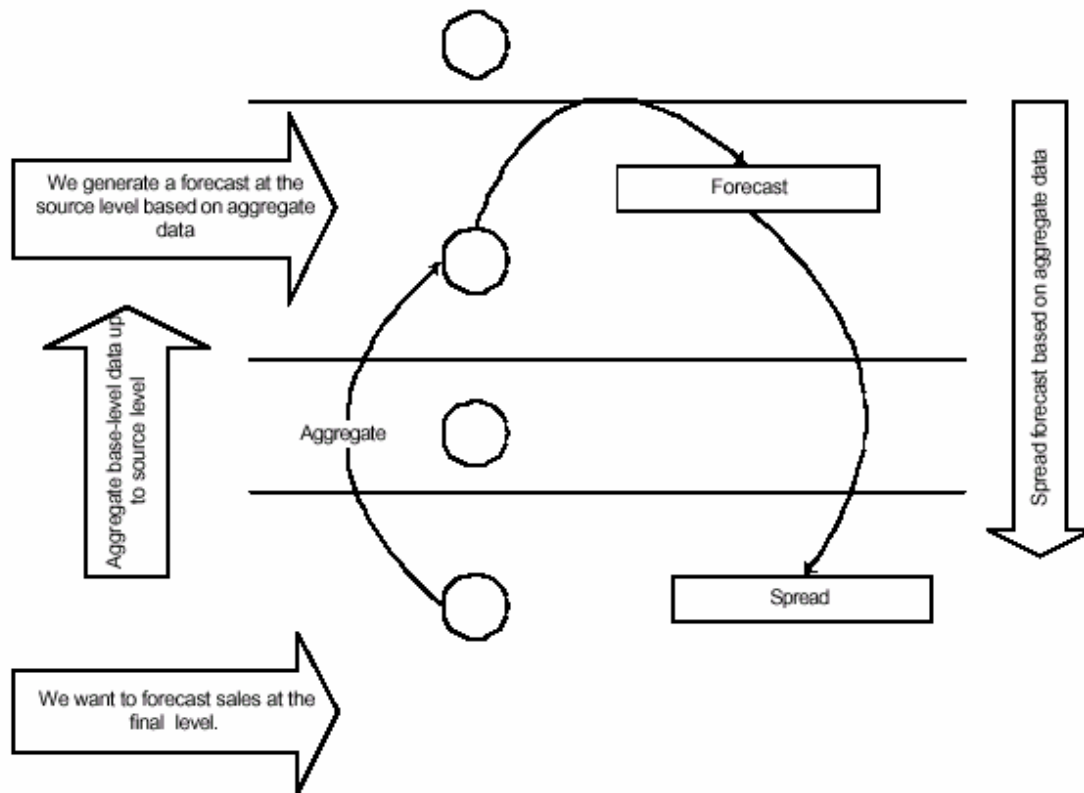 We generate a forecast at the
source level based on aggregate
data
Forecast
Aggregate base-level data up
to source level
Aggregate
Spread forecast based on aggregate data
Spread
We want to forecast sales at the
final level.